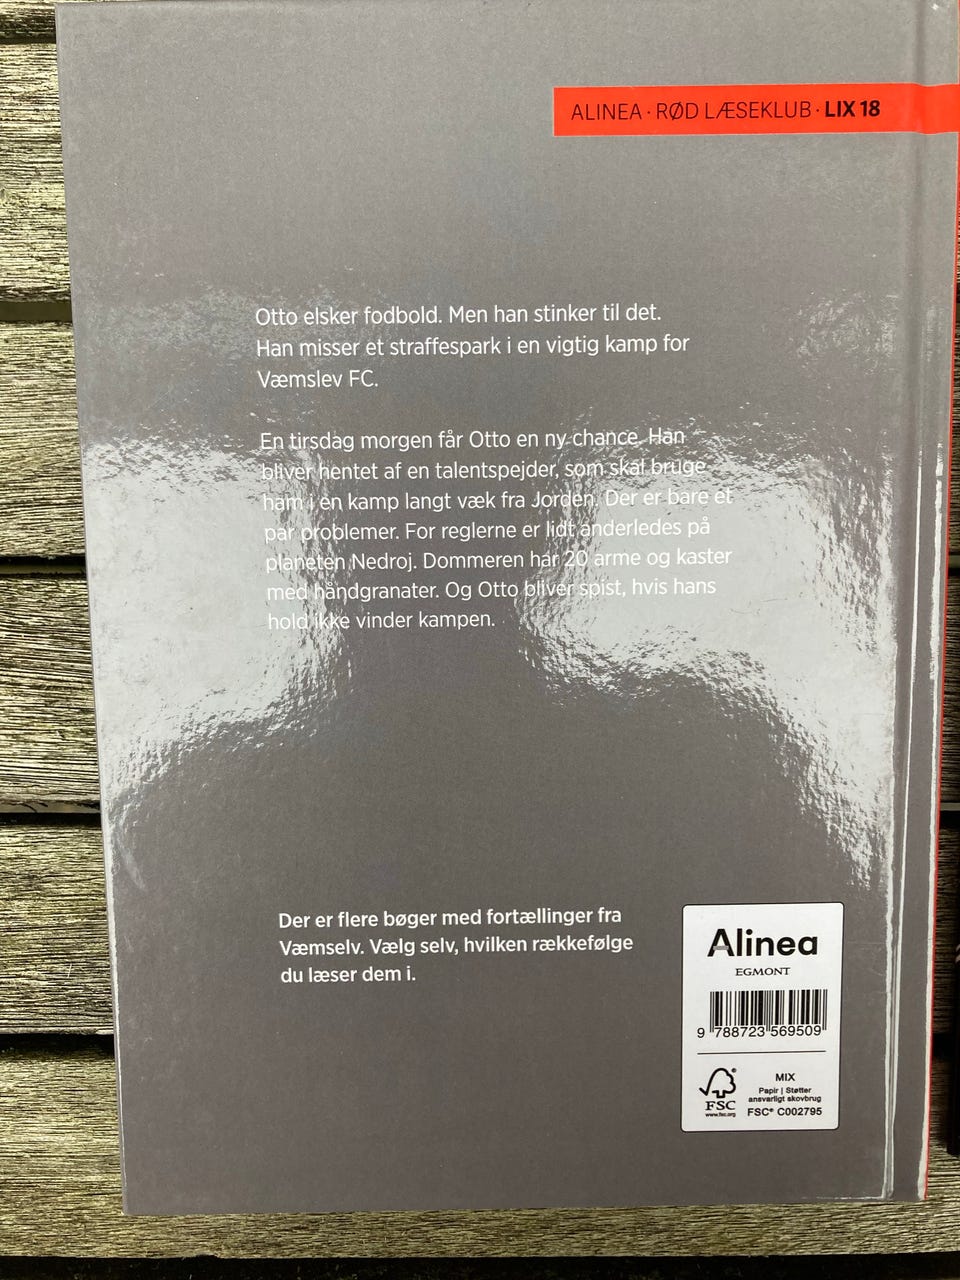 ALINEA · RØD LÆSEKLUB · LIX 18
Otto elsker fodbold. Men han stinker til det.
Han misser et straffespark i en vigtig kamp for
Væmslev FC.
En tirsdag morgen får Otto en ny chance. Han
bliver hentet af en talentspejder, som skal bruge
ham i en kamp langt væk fra Jorden. Der er bare et
par problemer. For reglerne er lidt anderledes på
planeten Nedroj. Dommeren har 20 arme og kaster
med håndgranater. Og Otto bliver spist, hvis hans
hold ikke vinder kampen.
Der er flere bøger med fortællinger fra
Væmselv. Vælg selv, hvilken rækkefølge
du læser dem i.
Alinea
EGMONT
9 788723 569509
FSC
www.fsc.org
MIX
Papir | Støtter
ansvarligt skovbrug
FSC® C002795